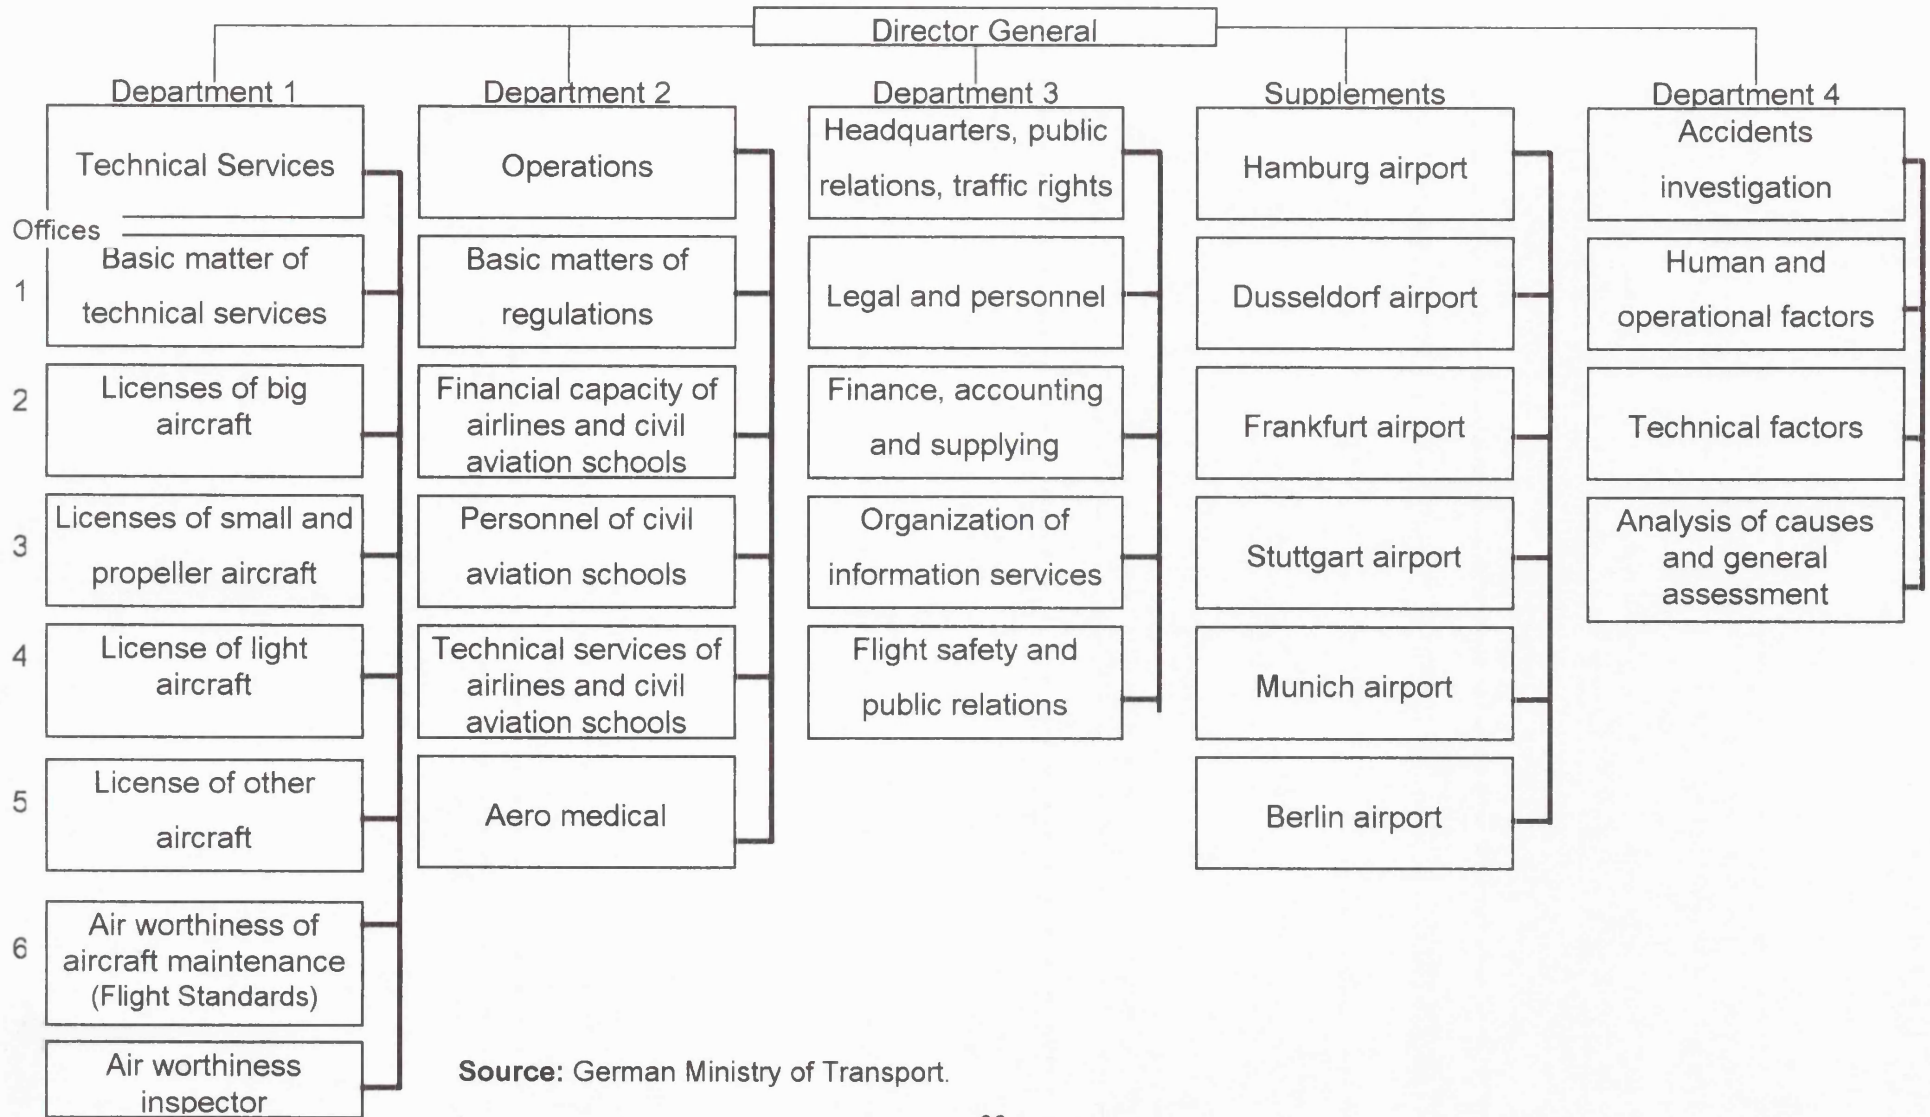 Director General
Department 1
Technical Services
Offices
1
Basic matter of
technical services
2
Licenses of big
aircraft
3
Licenses of small and
propeller aircraft
4
License of light
aircraft
5
License of other
aircraft
6
Air worthiness of
aircraft maintenance
(Flight Standards)
Air worthiness
inspector
Department 2
Operations
Basic matters of
regulations
Financial capacity of
airlines and civil
aviation schools
Personnel of civil
aviation schools
Technical services of
airlines and civil
aviation schools
Aero medical
Department 3
Headquarters, public
relations, traffic rights
Legal and personnel
Finance, accounting
and supplying
Organization of
information services
Flight safety and
public relations
Supplements
Hamburg airport
Dusseldorf airport
Frankfurt airport
Stuttgart airport
Munich airport
Berlin airport
Department 4
Accidents
investigation
Human and
operational factors
Technical factors
Analysis of causes
and general
assessment
Source: German Ministry of Transport.